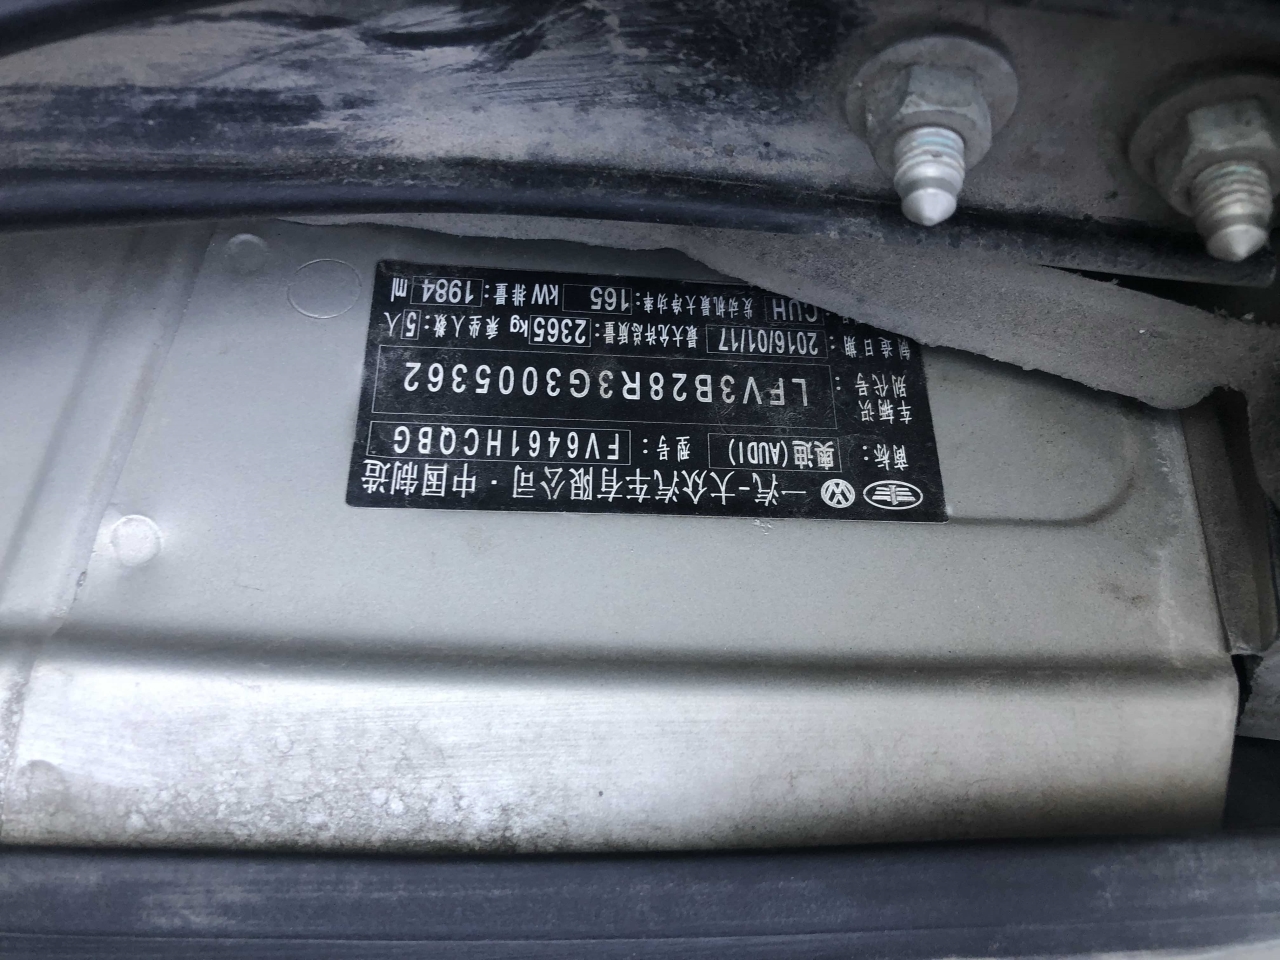 一汽-大众汽车有限公司·中国制造
商标: 奥迪(AUDI) 型号: FV6461HCQBG
车辆识别代号: LFV3B28R3G3005362
制造日期 2016/01/17 最大允许总质量: 2365kg 乘坐人数: 5人
CUH 发动机最大净功率: 165 kW 排量: 1984 ml